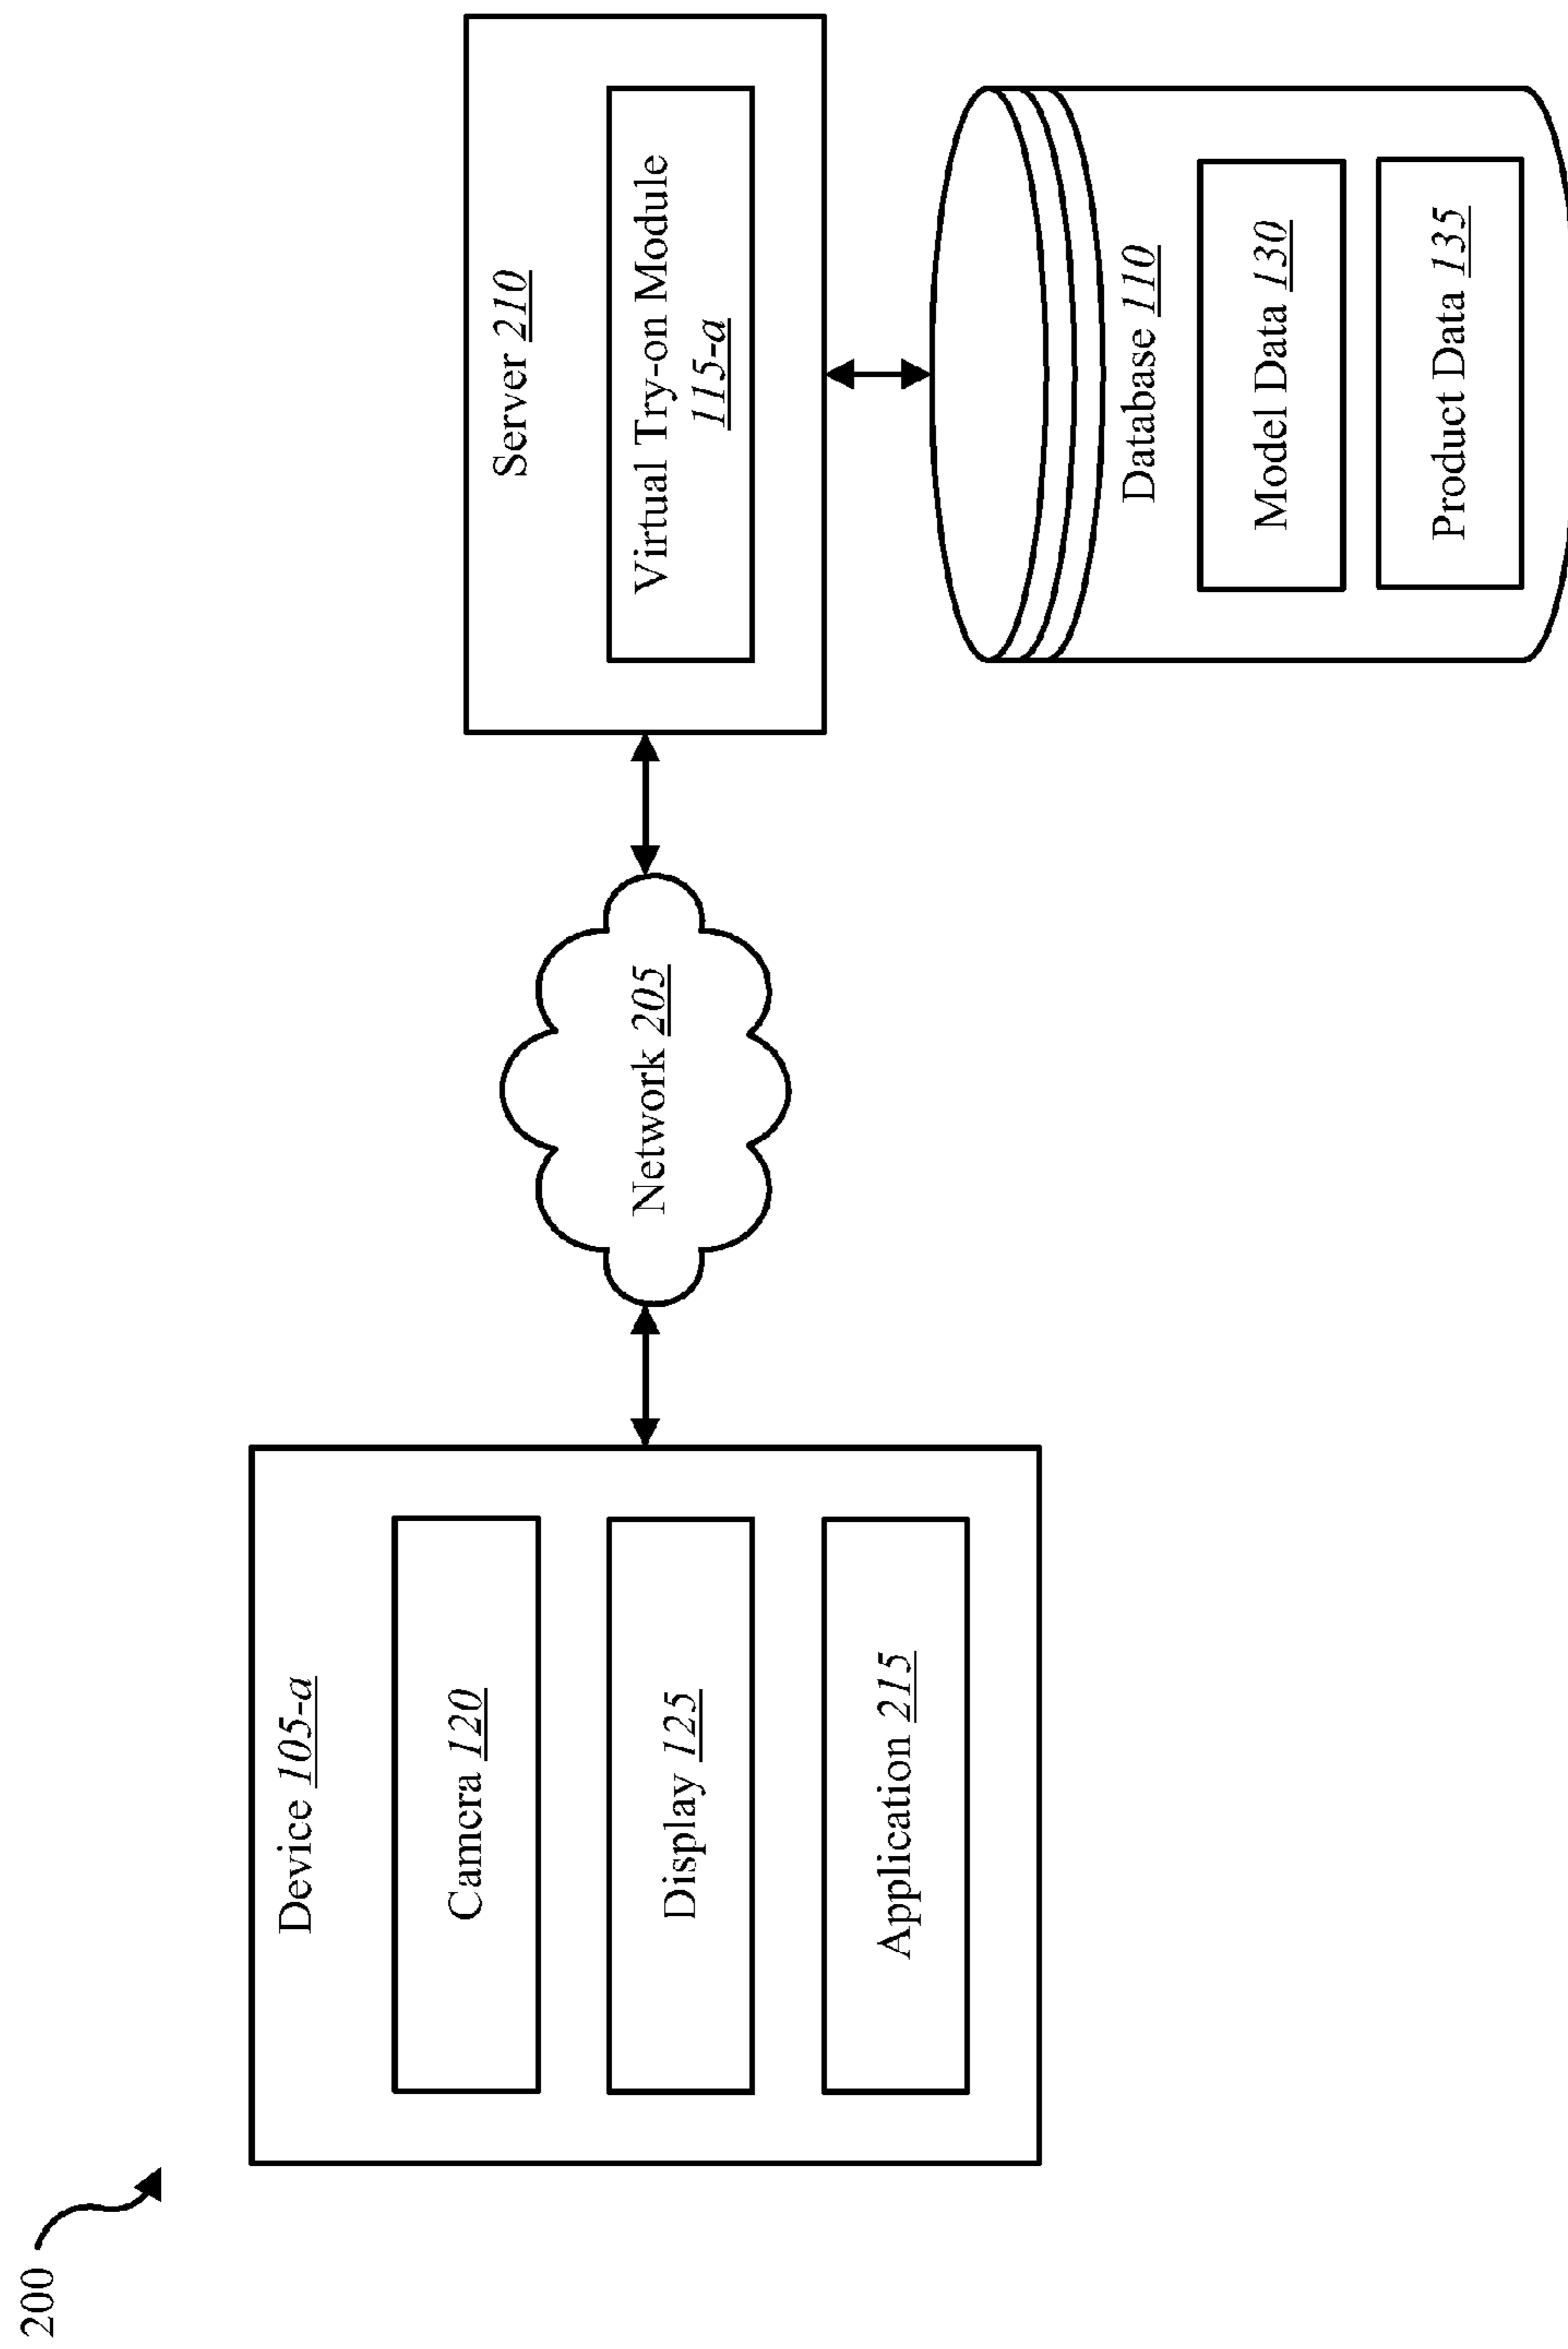 200
Device 105-a
Camera 120
Display 125
Application 215
Network 205
Server 210
Virtual Try-on Module
115-a
Database 110
Model Data 130
Product Data 135